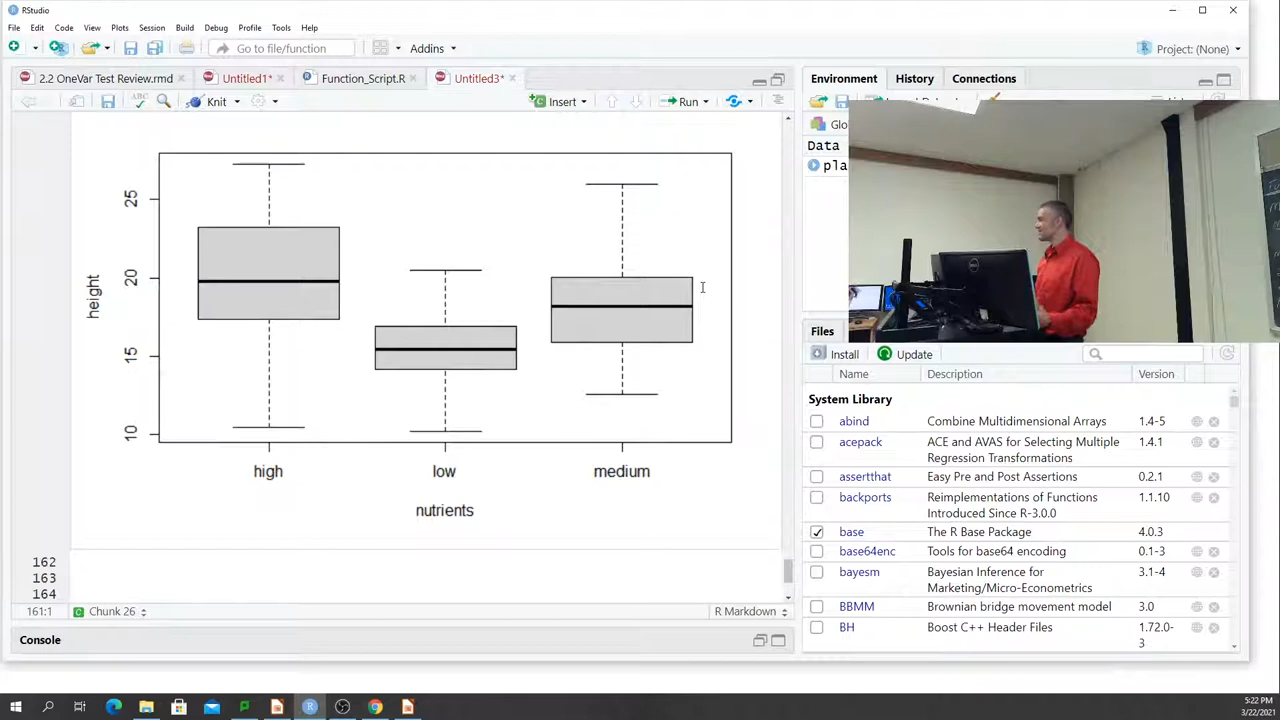 RStudio
File Edit Code View Plots Session Build Debug Profile Tools Help
Go to file/function Addins Project: (None)
2.2 OneVar Test Review.rmd Untitled1* Function_Script.R Untitled3*
ABC Knit Insert Run
25
20
15
10
height
high low medium
nutrients
162
163
164
161:1 Chunk 26 R Markdown
Console
Environment History Connections
Glo
Data
pla
DELL
Files
Install Update
Name Description Version
System Library
abind Combine Multidimensional Arrays 1.4-5
acepack ACE and AVAS for Selecting Multiple Regression Transformations 1.4.1
assertthat Easy Pre and Post Assertions 0.2.1
backports Reimplementations of Functions Introduced Since R-3.0.0 1.1.10
base The R Base Package 4.0.3
base64enc Tools for base64 encoding 0.1-3
bayesm Bayesian Inference for Marketing/Micro-Econometrics 3.1-4
BBMM Brownian bridge movement model 3.0
BH Boost C++ Header Files 1.72.0-3
5:22 PM
3/22/2021